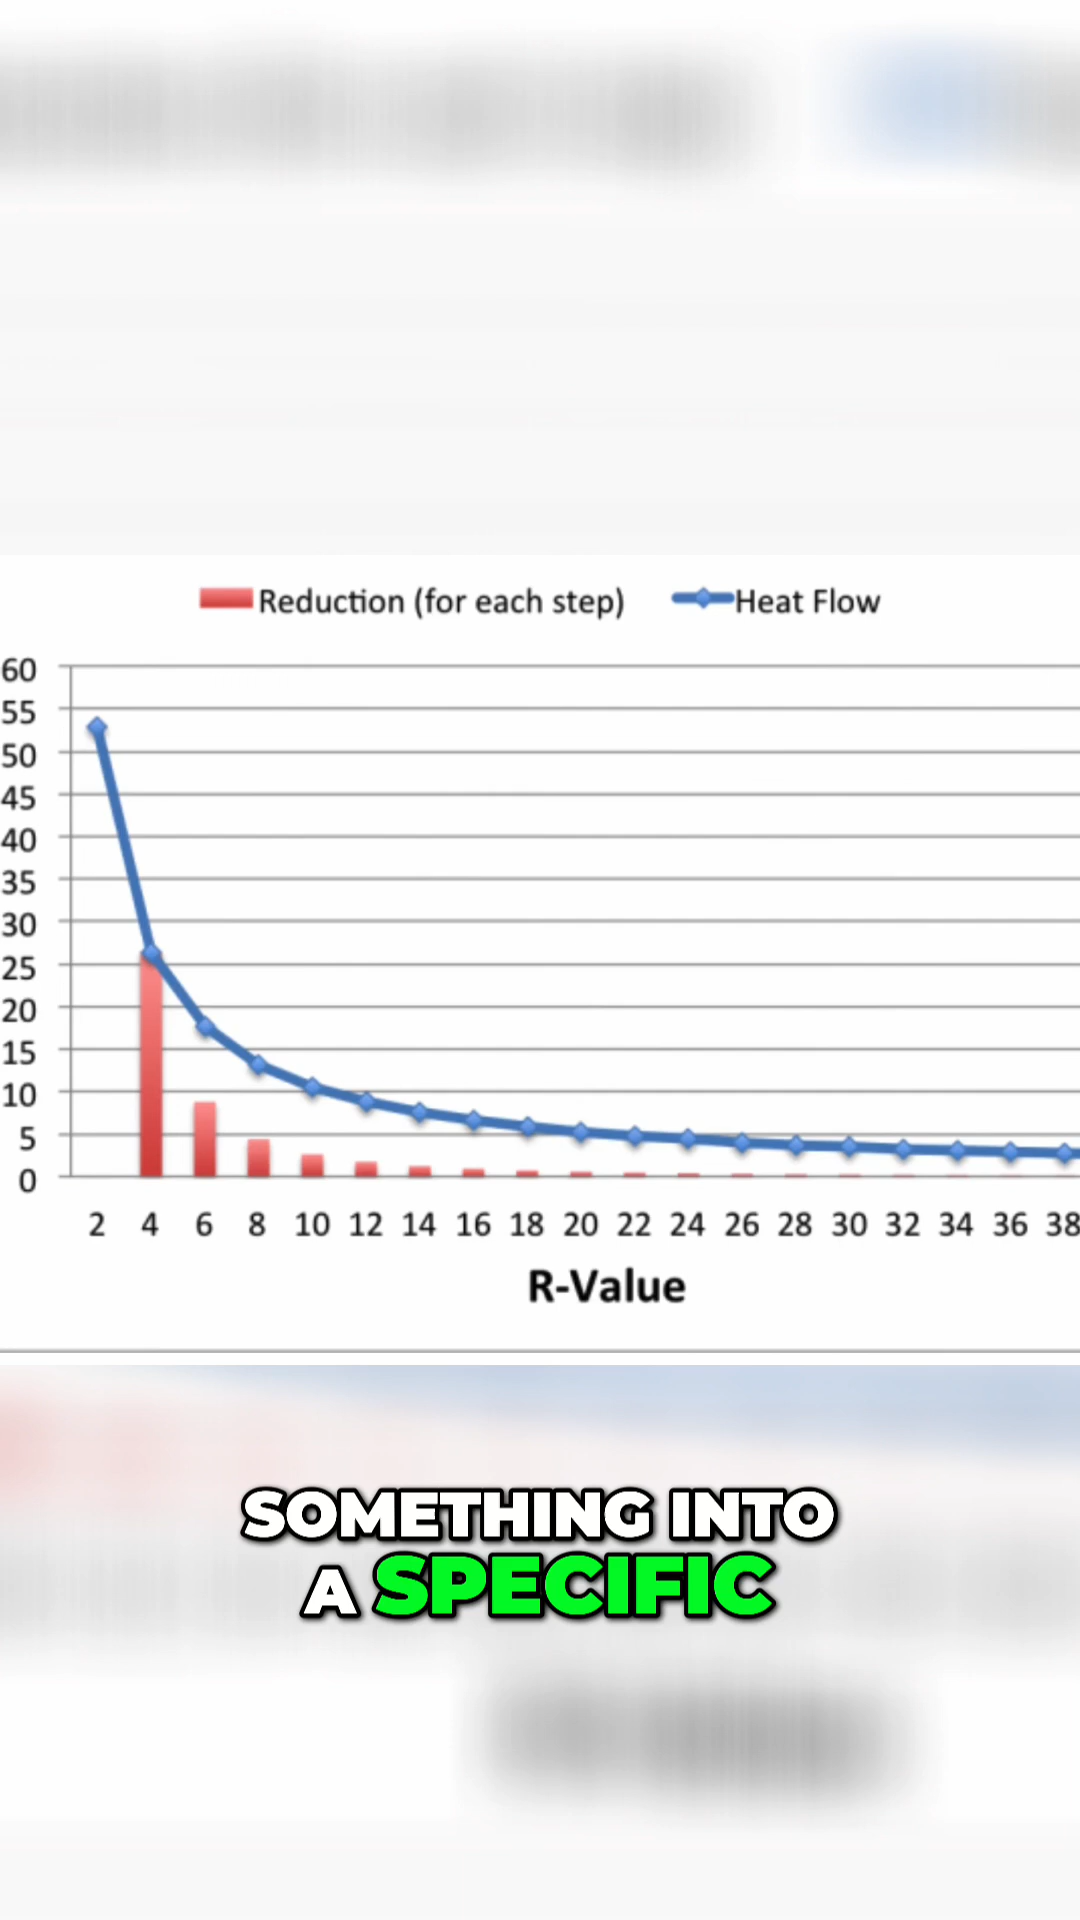 Reduction (for each step) Heat Flow
60
55
50
45
40
35
30
25
20
15
10
5
0
2 4 6 8 10 12 14 16 18 20 22 24 26 28 30 32 34 36 38
R-Value
SOMETHING INTO
A SPECIFIC